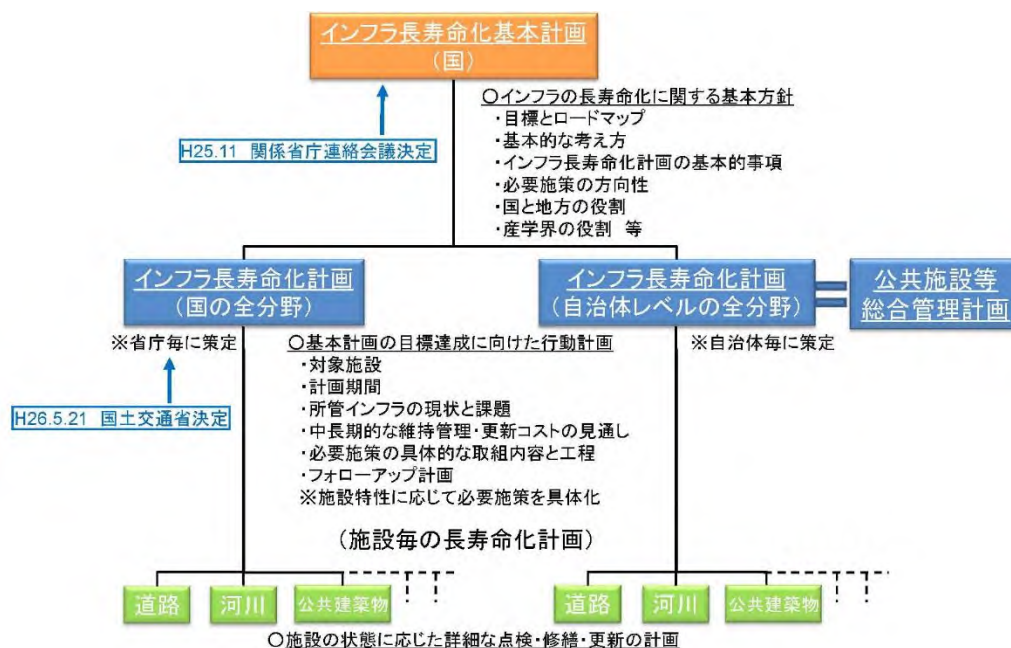 インフラ長寿命化基本計画
(国)
○インフラの長寿命化に関する基本方針
・目標とロードマップ
・基本的な考え方
・インフラ長寿命化計画の基本的事項
・必要施策の方向性
・国と地方の役割
・産学界の役割 等
H25.11 関係省庁連絡会議決定
インフラ長寿命化計画
(国の全分野)
インフラ長寿命化計画
(自治体レベルの全分野)
公共施設等
総合管理計画
※省庁毎に策定
※自治体毎に策定
○基本計画の目標達成に向けた行動計画
・対象施設
・計画期間
・所管インフラの現状と課題
・中長期的な維持管理・更新コストの見通し
・必要施策の具体的な取組内容と工程
・フォローアップ計画
※施設特性に応じて必要施策を具体化
H26.5.21 国土交通省決定
(施設毎の長寿命化計画)
道路
河川
公共建築物
道路
河川
公共建築物
○施設の状態に応じた詳細な点検・修繕・更新の計画